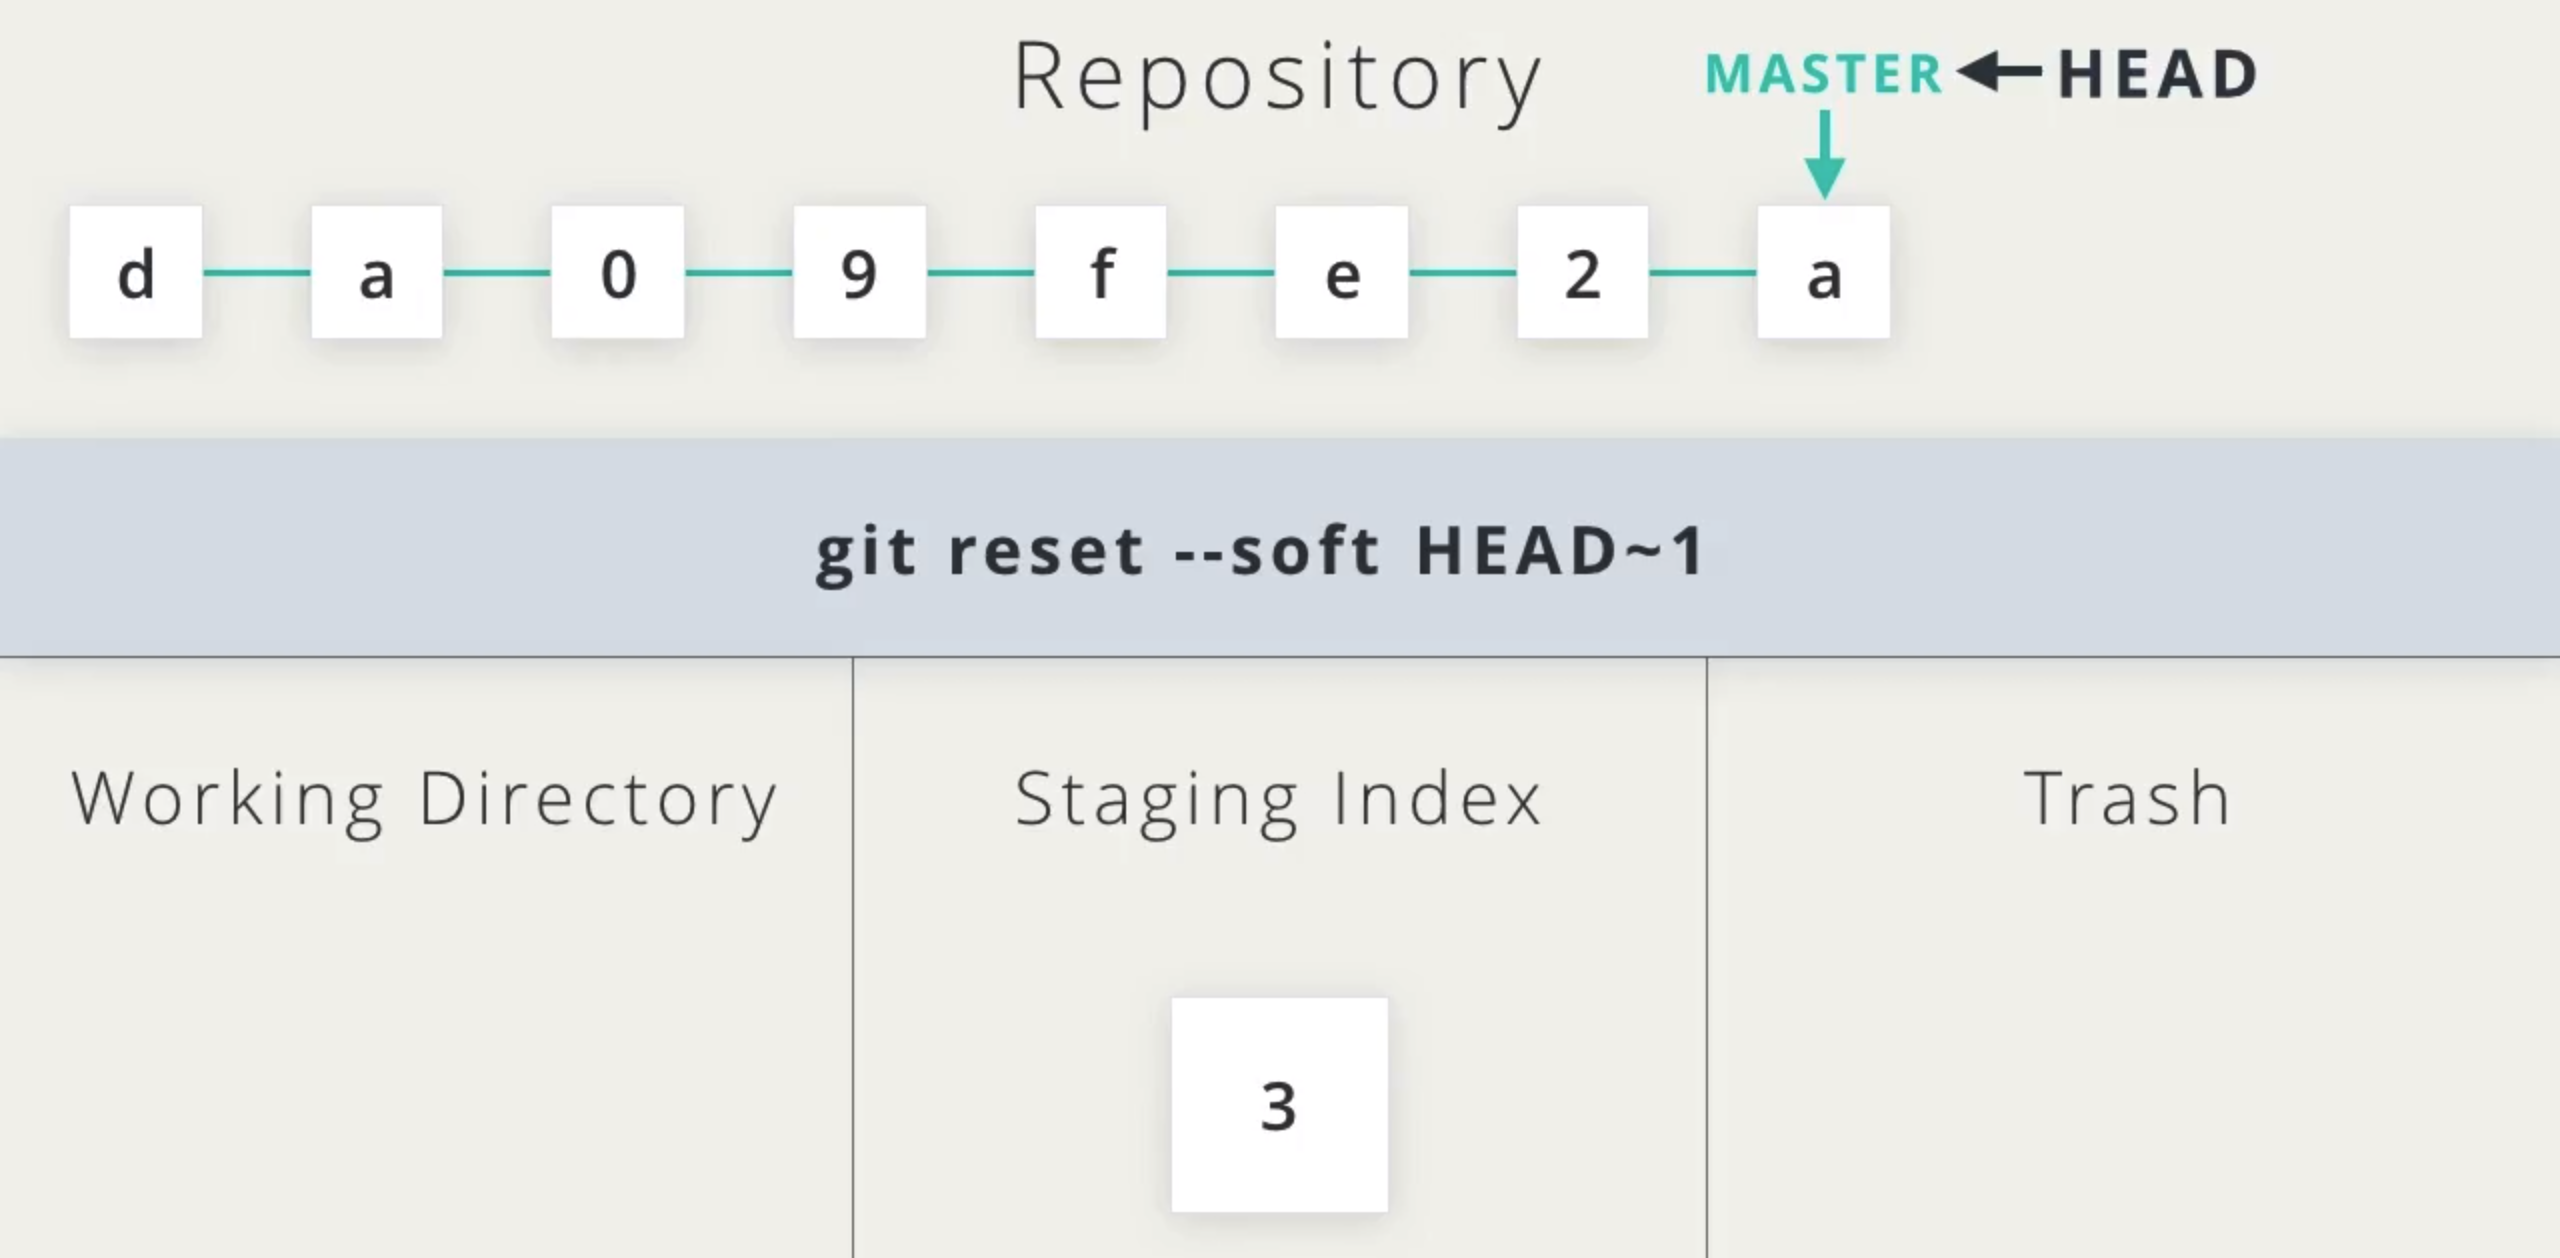 Repository
MASTER HEAD
d a 0 9 f e 2 a
git reset --soft HEAD~1
Working Directory
Staging Index
Trash
3